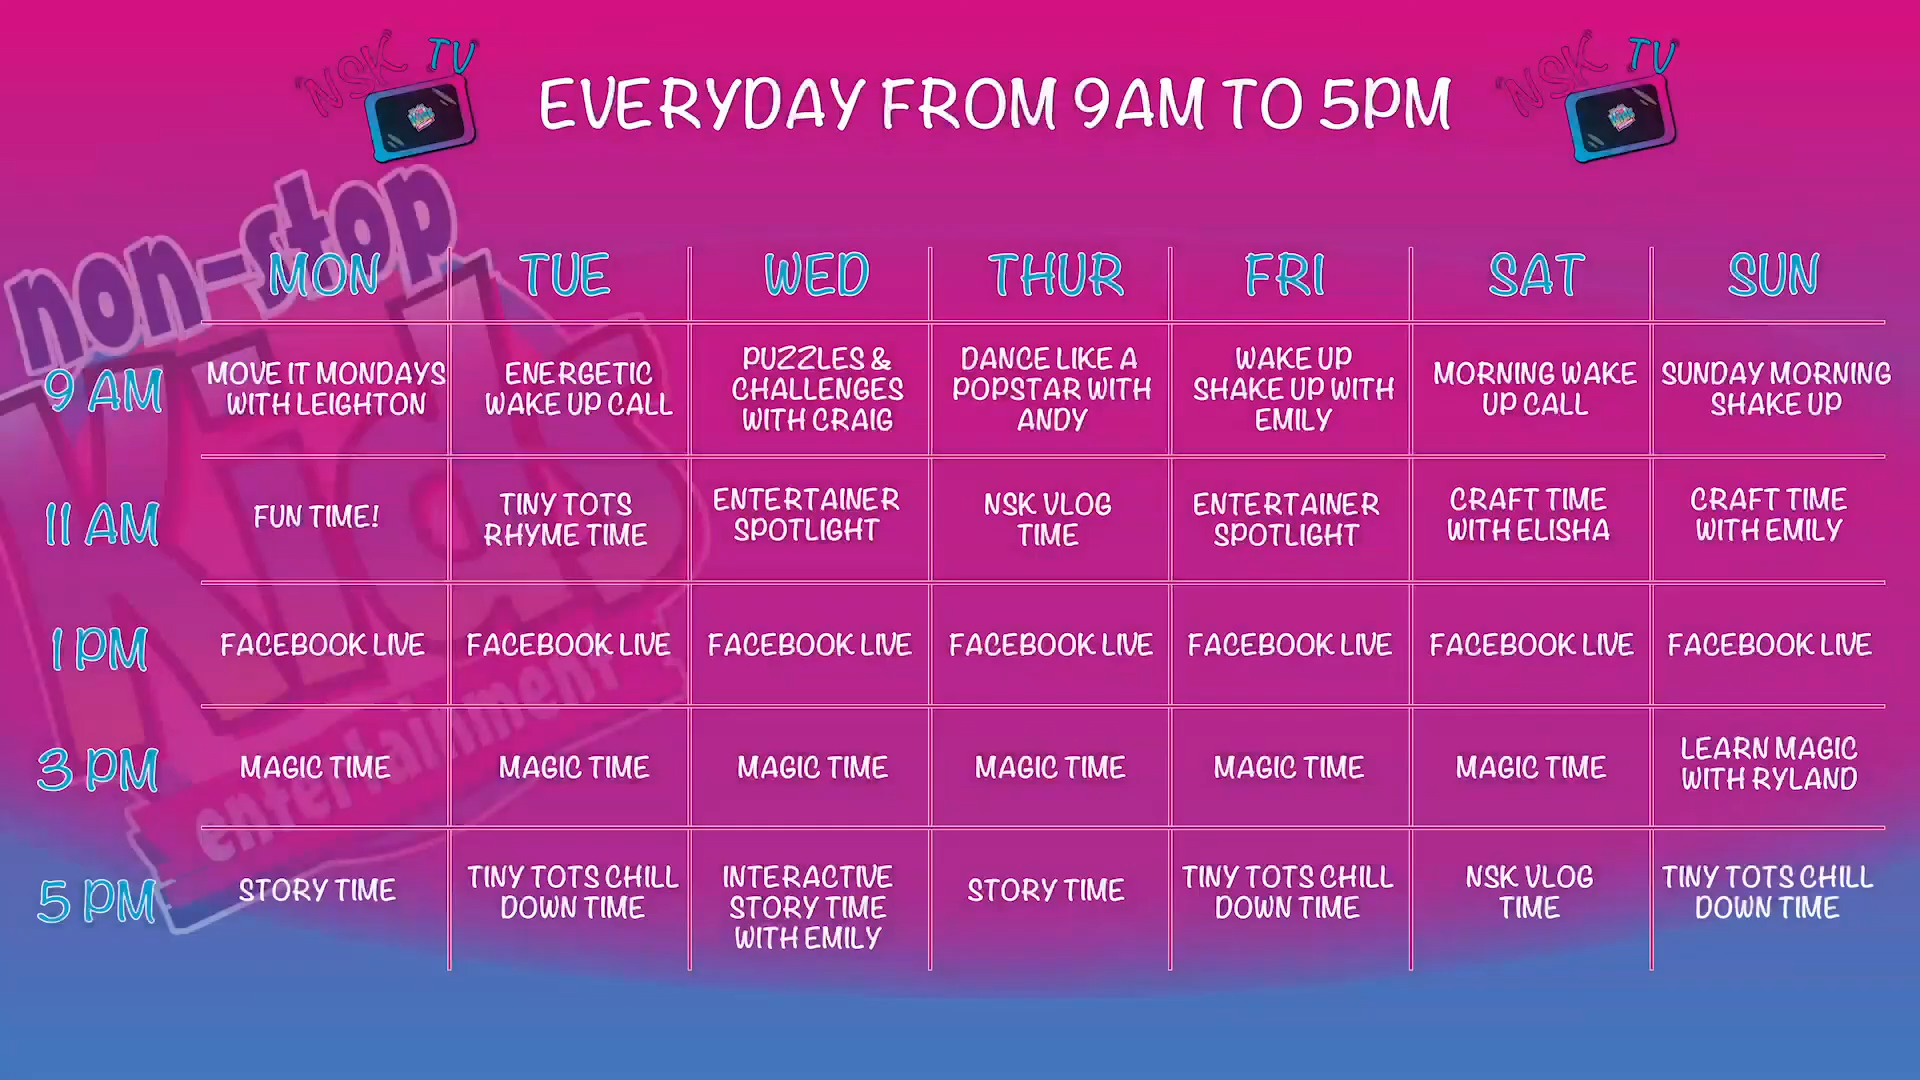 NSK TV
EVERYDAY FROM 9AM TO 5PM
NSK TV
non-stop
Kids
entertainment
MON TUE WED THUR FRI SAT SUN
9 AM
MOVE IT MONDAYS
WITH LEIGHTON
ENERGETIC
WAKE UP CALL
PUZZLES &
CHALLENGES
WITH CRAIG
DANCE LIKE A
POPSTAR WITH
ANDY
WAKE UP
SHAKE UP WITH
EMILY
MORNING WAKE
UP CALL
SUNDAY MORNING
SHAKE UP
11 AM
FUN TIME!
TINY TOTS
RHYME TIME
ENTERTAINER
SPOTLIGHT
NSK VLOG
TIME
ENTERTAINER
SPOTLIGHT
CRAFT TIME
WITH ELISHA
CRAFT TIME
WITH EMILY
1 PM
FACEBOOK LIVE
FACEBOOK LIVE
FACEBOOK LIVE
FACEBOOK LIVE
FACEBOOK LIVE
FACEBOOK LIVE
FACEBOOK LIVE
3 PM
MAGIC TIME
MAGIC TIME
MAGIC TIME
MAGIC TIME
MAGIC TIME
MAGIC TIME
LEARN MAGIC
WITH RYLAND
5 PM
STORY TIME
TINY TOTS CHILL
DOWN TIME
INTERACTIVE
STORY TIME
WITH EMILY
STORY TIME
TINY TOTS CHILL
DOWN TIME
NSK VLOG
TIME
TINY TOTS CHILL
DOWN TIME